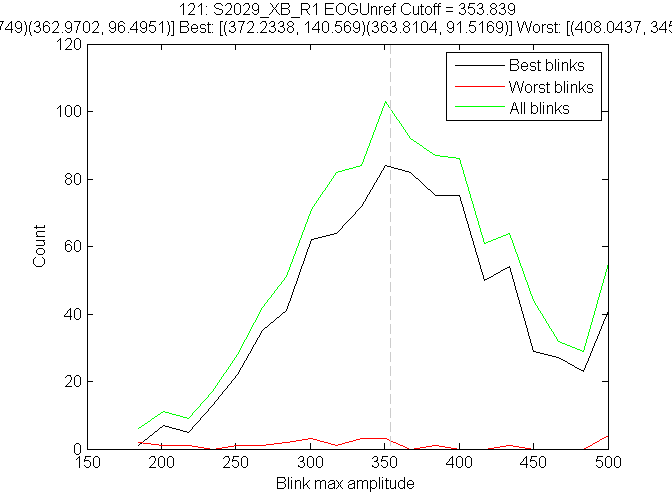 121: S2029_XB_R1 EOGUnref Cutoff = 353.839
749)(362.9702, 96.4951)] Best: [(372.2338, 140.569)(363.8104, 91.5169)] Worst: [(408.0437, 345
120
100
80
60
40
20
0
Count
Best blinks
Worst blinks
All blinks
150 200 250 300 350 400 450 500
Blink max amplitude